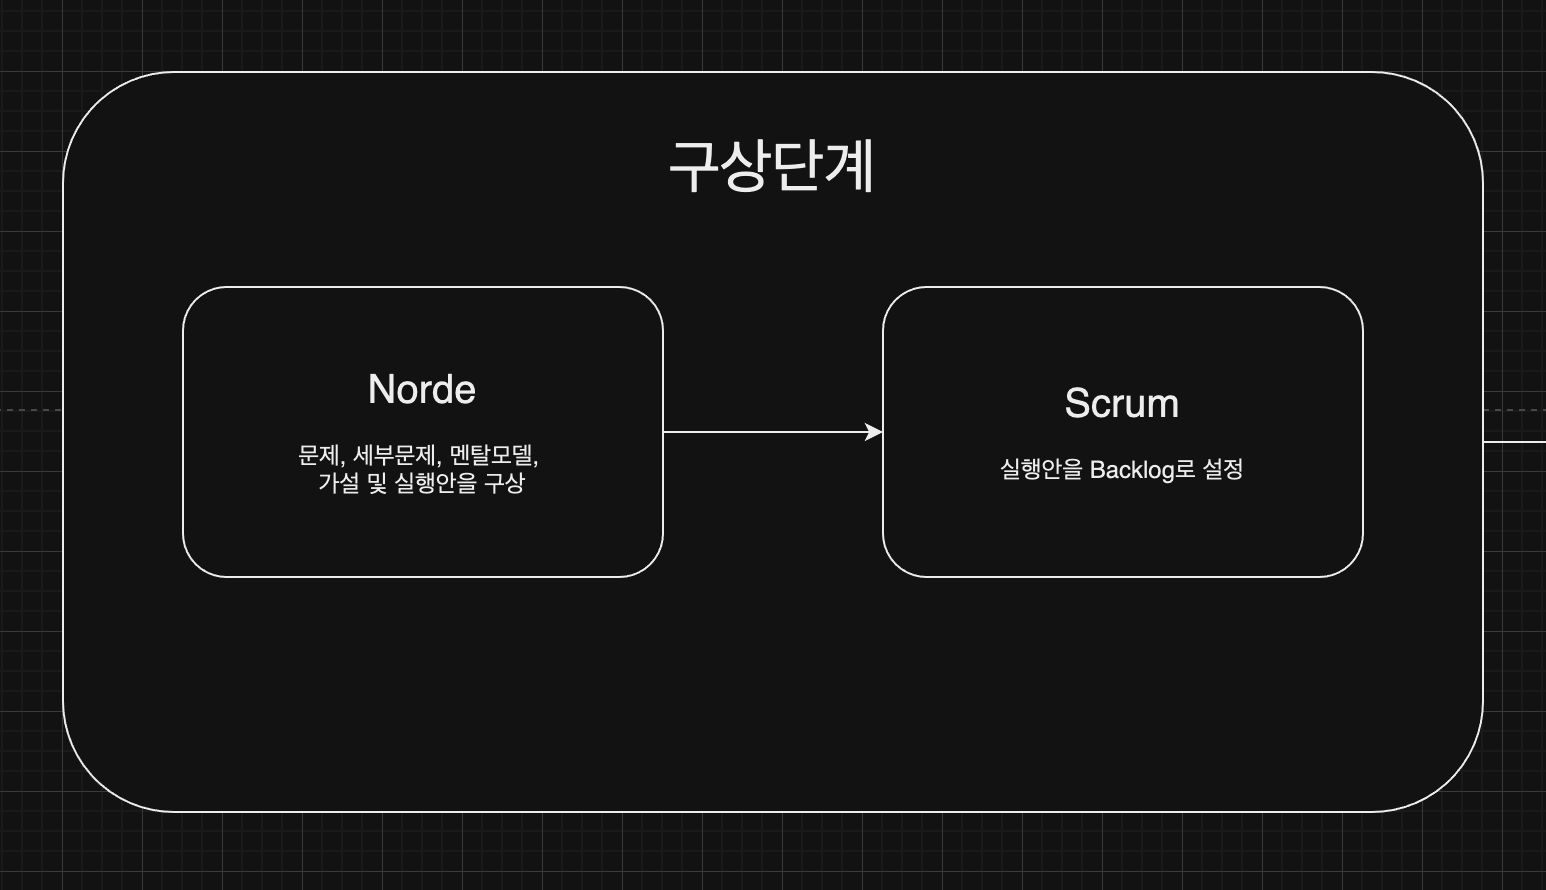 구상단계
Norde
문제, 세부문제, 멘탈모델,
가설 및 실행안을 구상
Scrum
실행안을 Backlog로 설정